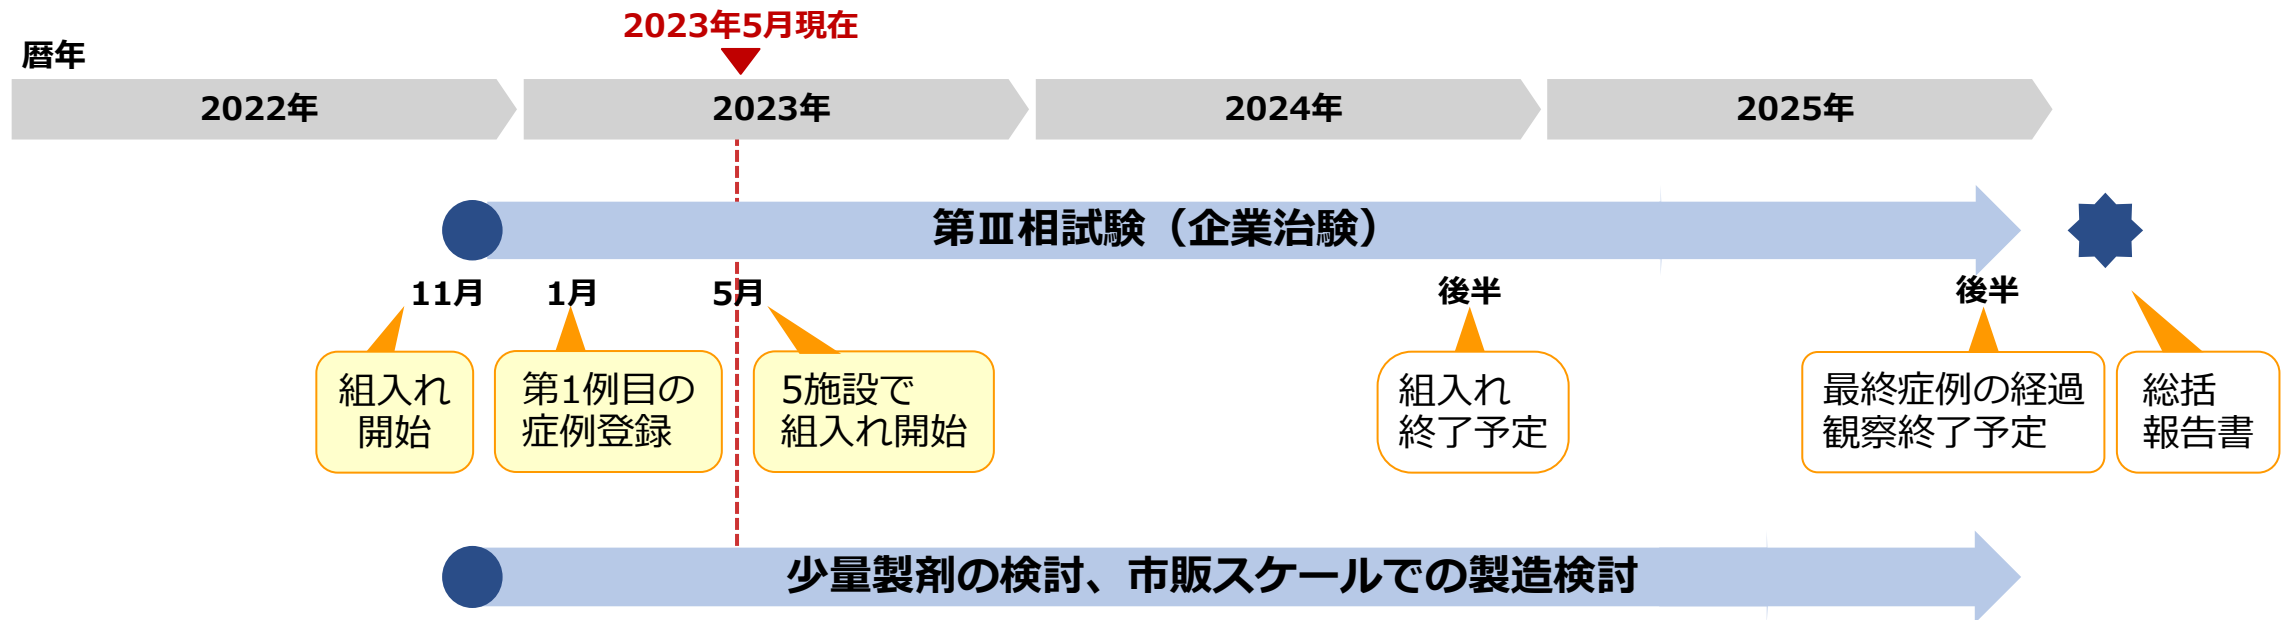 2023年5月現在
暦年
2022年
2023年
2024年
2025年
第Ⅲ相試験（企業治験）
11月
1月
5月
後半
後半
組入れ
開始
第1例目の
症例登録
5施設で
組入れ開始
組入れ
終了予定
最終症例の経過
観察終了予定
総括
報告書
少量製剤の検討、市販スケールでの製造検討